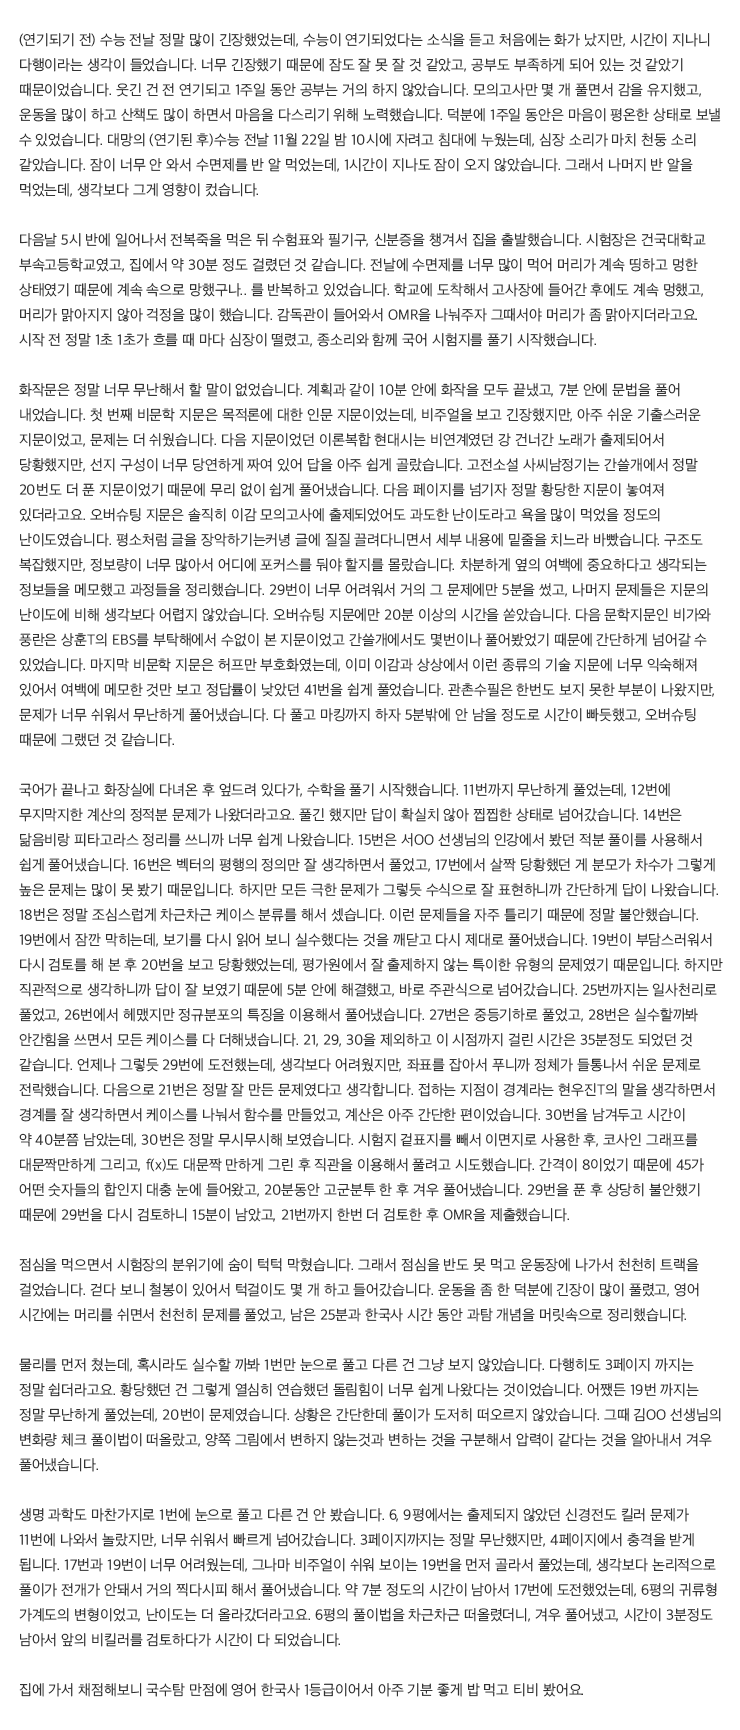 (연기되기 전) 수능 전날 정말 많이 긴장했었는데, 수능이 연기되었다는 소식을 듣고 처음에는 화가 났지만, 시간이 지나니
다행이라는 생각이 들었습니다. 너무 긴장했기 때문에 잠도 잘 못 잘 것 같았고, 공부도 부족하게 되어 있는 것 같았기
때문이었습니다. 웃긴 건 전 연기되고 1주일 동안 공부는 거의 하지 않았습니다. 모의고사만 몇 개 풀면서 감을 유지했고,
운동을 많이 하고 산책도 많이 하면서 마음을 다스리기 위해 노력했습니다. 덕분에 1주일 동안은 마음이 평온한 상태로 보낼
수 있었습니다. 대망의 (연기된 후)수능 전날 11월 22일 밤 10시에 자려고 침대에 누웠는데, 심장 소리가 마치 천둥 소리
같았습니다. 잠이 너무 안 와서 수면제를 반 알 먹었는데, 1시간이 지나도 잠이 오지 않았습니다. 그래서 나머지 반 알을
먹었는데, 생각보다 그게 영향이 컸습니다.
다음날 5시 반에 일어나서 전복죽을 먹은 뒤 수험표와 필기구, 신분증을 챙겨서 집을 출발했습니다. 시험장은 건국대학교
부속고등학교였고, 집에서 약 30분 정도 걸렸던 것 같습니다. 전날에 수면제를 너무 많이 먹어 머리가 계속 띵하고 멍한
상태였기 때문에 계속 속으로 망했구나.. 를 반복하고 있었습니다. 학교에 도착해서 고사장에 들어간 후에도 계속 멍했고,
머리가 맑아지지 않아 걱정을 많이 했습니다. 감독관이 들어와서 OMR을 나눠주자 그때서야 머리가 좀 맑아지더라고요.
시작 전 정말 1초 1초가 흐를 때 마다 심장이 떨렸고, 종소리와 함께 국어 시험지를 풀기 시작했습니다.
화작문은 정말 너무 무난해서 할 말이 없었습니다. 계획과 같이 10분 안에 화작을 모두 끝냈고, 7분 안에 문법을 풀어
내었습니다. 첫 번째 비문학 지문은 목적론에 대한 인문 지문이었는데, 비주얼을 보고 긴장했지만, 아주 쉬운 기출스러운
지문이었고, 문제는 더 쉬웠습니다. 다음 지문이었던 이론복합 현대시는 비연계였던 강 건너간 노래가 출제되어서
당황했지만, 선지 구성이 너무 당연하게 짜여 있어 답을 아주 쉽게 골랐습니다. 고전소설 사씨남정기는 간쓸개에서 정말
20번도 더 푼 지문이었기 때문에 무리 없이 쉽게 풀어냈습니다. 다음 페이지를 넘기자 정말 황당한 지문이 놓여져
있더라고요. 오버슈팅 지문은 솔직히 이감 모의고사에 출제되었어도 과도한 난이도라고 욕을 많이 먹었을 정도의
난이도였습니다. 평소처럼 글을 장악하기는커녕 글에 질질 끌려다니면서 세부 내용에 밑줄을 치느라 바빴습니다. 구조도
복잡했지만, 정보량이 너무 많아서 어디에 포커스를 둬야 할지를 몰랐습니다. 차분하게 옆의 여백에 중요하다고 생각되는
정보들을 메모했고 과정들을 정리했습니다. 29번이 너무 어려워서 거의 그 문제에만 5분을 썼고, 나머지 문제들은 지문의
난이도에 비해 생각보다 어렵지 않았습니다. 오버슈팅 지문에만 20분 이상의 시간을 쏟았습니다. 다음 문학지문인 비가와
풍란은 상훈T의 EBS를 부탁해에서 수없이 본 지문이었고 간쓸개에서도 몇번이나 풀어봤었기 때문에 간단하게 넘어갈 수
있었습니다. 마지막 비문학 지문은 허프만 부호화였는데, 이미 이감과 상상에서 이런 종류의 기술 지문에 너무 익숙해져
있어서 여백에 메모한 것만 보고 정답률이 낮았던 41번을 쉽게 풀었습니다. 관촌수필은 한번도 보지 못한 부분이 나왔지만,
문제가 너무 쉬워서 무난하게 풀어냈습니다. 다 풀고 마킹까지 하자 5분밖에 안 남을 정도로 시간이 빠듯했고, 오버슈팅
때문에 그랬던 것 같습니다.
국어가 끝나고 화장실에 다녀온 후 엎드려 있다가, 수학을 풀기 시작했습니다. 11번까지 무난하게 풀었는데, 12번에
무지막지한 계산의 정적분 문제가 나왔더라고요. 풀긴 했지만 답이 확실치 않아 찝찝한 상태로 넘어갔습니다. 14번은
닮음비랑 피타고라스 정리를 쓰니까 너무 쉽게 나왔습니다. 15번은 서OO 선생님의 인강에서 봤던 적분 풀이를 사용해서
쉽게 풀어냈습니다. 16번은 벡터의 평행의 정의만 잘 생각하면서 풀었고, 17번에서 살짝 당황했던 게 분모가 차수가 그렇게
높은 문제는 많이 못 봤기 때문입니다. 하지만 모든 극한 문제가 그렇듯 수식으로 잘 표현하니까 간단하게 답이 나왔습니다.
18번은 정말 조심스럽게 차근차근 케이스 분류를 해서 셌습니다. 이런 문제들을 자주 틀리기 때문에 정말 불안했습니다.
19번에서 잠깐 막히는데, 보기를 다시 읽어 보니 실수했다는 것을 깨닫고 다시 제대로 풀어냈습니다. 19번이 부담스러워서
다시 검토를 해 본 후 20번을 보고 당황했었는데, 평가원에서 잘 출제하지 않는 특이한 유형의 문제였기 때문입니다. 하지만
직관적으로 생각하니까 답이 잘 보였기 때문에 5분 안에 해결했고, 바로 주관식으로 넘어갔습니다. 25번까지는 일사천리로
풀었고, 26번에서 헤맸지만 정규분포의 특징을 이용해서 풀어냈습니다. 27번은 중등기하로 풀었고, 28번은 실수할까봐
안간힘을 쓰면서 모든 케이스를 다 더해냈습니다. 21, 29, 30을 제외하고 이 시점까지 걸린 시간은 35분정도 되었던 것
같습니다. 언제나 그렇듯 29번에 도전했는데, 생각보다 어려웠지만, 좌표를 잡아서 푸니까 정체가 들통나서 쉬운 문제로
전락했습니다. 다음으로 21번은 정말 잘 만든 문제였다고 생각합니다. 접하는 지점이 경계라는 현우진T의 말을 생각하면서
경계를 잘 생각하면서 케이스를 나눠서 함수를 만들었고, 계산은 아주 간단한 편이었습니다. 30번을 남겨두고 시간이
약 40분쯤 남았는데, 30번은 정말 무시무시해 보였습니다. 시험지 겉표지를 빼서 이면지로 사용한 후, 코사인 그래프를
대문짝만하게 그리고, f(x)도 대문짝 만하게 그린 후 직관을 이용해서 풀려고 시도했습니다. 간격이 8이었기 때문에 45가
어떤 숫자들의 합인지 대충 눈에 들어왔고, 20분동안 고군분투 한 후 겨우 풀어냈습니다. 29번을 푼 후 상당히 불안했기
때문에 29번을 다시 검토하니 15분이 남았고, 21번까지 한번 더 검토한 후 OMR을 제출했습니다.
점심을 먹으면서 시험장의 분위기에 숨이 턱턱 막혔습니다. 그래서 점심을 반도 못 먹고 운동장에 나가서 천천히 트랙을
걸었습니다. 걷다 보니 철봉이 있어서 턱걸이도 몇 개 하고 들어갔습니다. 운동을 좀 한 덕분에 긴장이 많이 풀렸고, 영어
시간에는 머리를 쉬면서 천천히 문제를 풀었고, 남은 25분과 한국사 시간 동안 과탐 개념을 머릿속으로 정리했습니다.
물리를 먼저 쳤는데, 혹시라도 실수할 까봐 1번만 눈으로 풀고 다른 건 그냥 보지 않았습니다. 다행히도 3페이지 까지는
정말 쉽더라고요. 황당했던 건 그렇게 열심히 연습했던 돌림힘이 너무 쉽게 나왔다는 것이었습니다. 어쨌든 19번 까지는
정말 무난하게 풀었는데, 20번이 문제였습니다. 상황은 간단한데 풀이가 도저히 떠오르지 않았습니다. 그때 김OO 선생님의
변화량 체크 풀이법이 떠올랐고, 양쪽 그림에서 변하지 않는것과 변하는 것을 구분해서 압력이 같다는 것을 알아내서 겨우
풀어냈습니다.
생명 과학도 마찬가지로 1번에 눈으로 풀고 다른 건 안 봤습니다. 6, 9평에서는 출제되지 않았던 신경전도 킬러 문제가
11번에 나와서 놀랐지만, 너무 쉬워서 빠르게 넘어갔습니다. 3페이지까지는 정말 무난했지만, 4페이지에서 충격을 받게
됩니다. 17번과 19번이 너무 어려웠는데, 그나마 비주얼이 쉬워 보이는 19번을 먼저 골라서 풀었는데, 생각보다 논리적으로
풀이가 전개가 안돼서 거의 찍다시피 해서 풀어냈습니다. 약 7분 정도의 시간이 남아서 17번에 도전했었는데, 6평의 귀류형
가계도의 변형이었고, 난이도는 더 올라갔더라고요. 6평의 풀이법을 차근차근 떠올렸더니, 겨우 풀어냈고, 시간이 3분정도
남아서 앞의 비킬러를 검토하다가 시간이 다 되었습니다.
집에 가서 채점해보니 국수탐 만점에 영어 한국사 1등급이어서 아주 기분 좋게 밥 먹고 티비 봤어요.